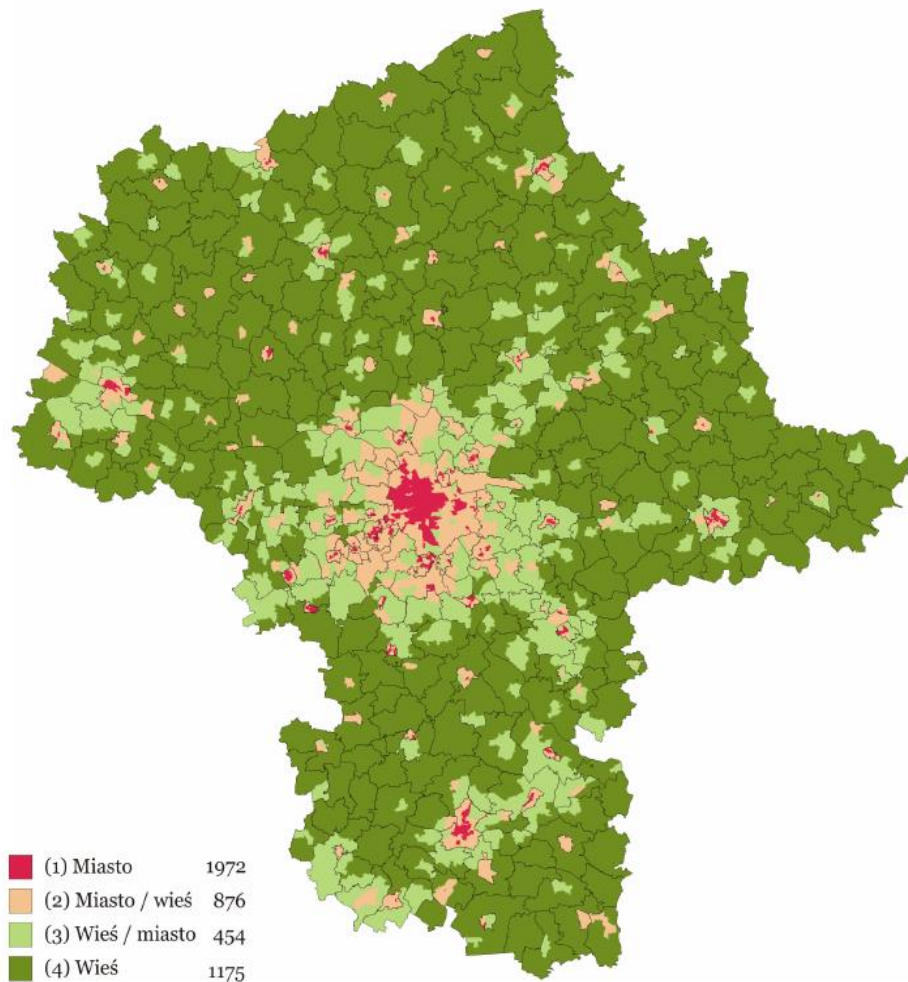 (1) Miasto 1972
(2) Miasto / wieś 876
(3) Wieś / miasto 454
(4) Wieś 1175